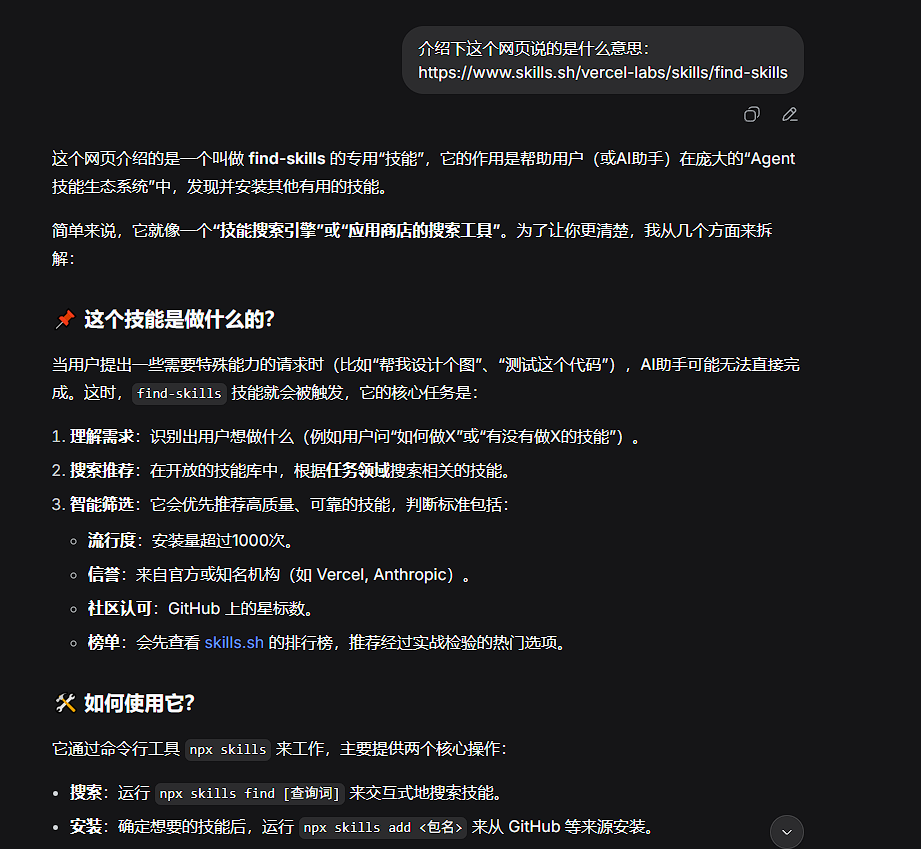 介绍下这个网页说的是什么意思：
https://www.skills.sh/vercel-labs/skills/find-skills
这个网页介绍的是一个叫做 find-skills 的专用“技能”，它的作用是帮助用户（或AI助手）在庞大的“Agent
技能生态系统”中，发现并安装其他有用的技能。
简单来说，它就像一个“技能搜索引擎”或“应用商店的搜索工具”。为了让你更清楚，我从几个方面来拆
解：
📌 这个技能是做什么的？
当用户提出一些需要特殊能力的请求时（比如“帮我设计个图”、“测试这个代码”），AI助手可能无法直接完
成。这时，find-skills 技能就会被触发，它的核心任务是：
1. 理解需求：识别出用户想做什么（例如用户问“如何做X”或“有没有做X的技能”）。
2. 搜索推荐：在开放的技能库中，根据任务领域搜索相关的技能。
3. 智能筛选：它会优先推荐高质量、可靠的技能，判断标准包括：
◦ 流行度：安装量超过1000次。
◦ 信誉：来自官方或知名机构（如 Vercel, Anthropic）。
◦ 社区认可：GitHub 上的星标数。
◦ 榜单：会先查看 skills.sh 的排行榜，推荐经过实战检验的热门选项。
🛠️ 如何使用它？
它通过命令行工具 npx skills 来工作，主要提供两个核心操作：
• 搜索：运行 npx skills find [查询词] 来交互式地搜索技能。
• 安装：确定想要的技能后，运行 npx skills add <包名> 来从 GitHub 等来源安装。